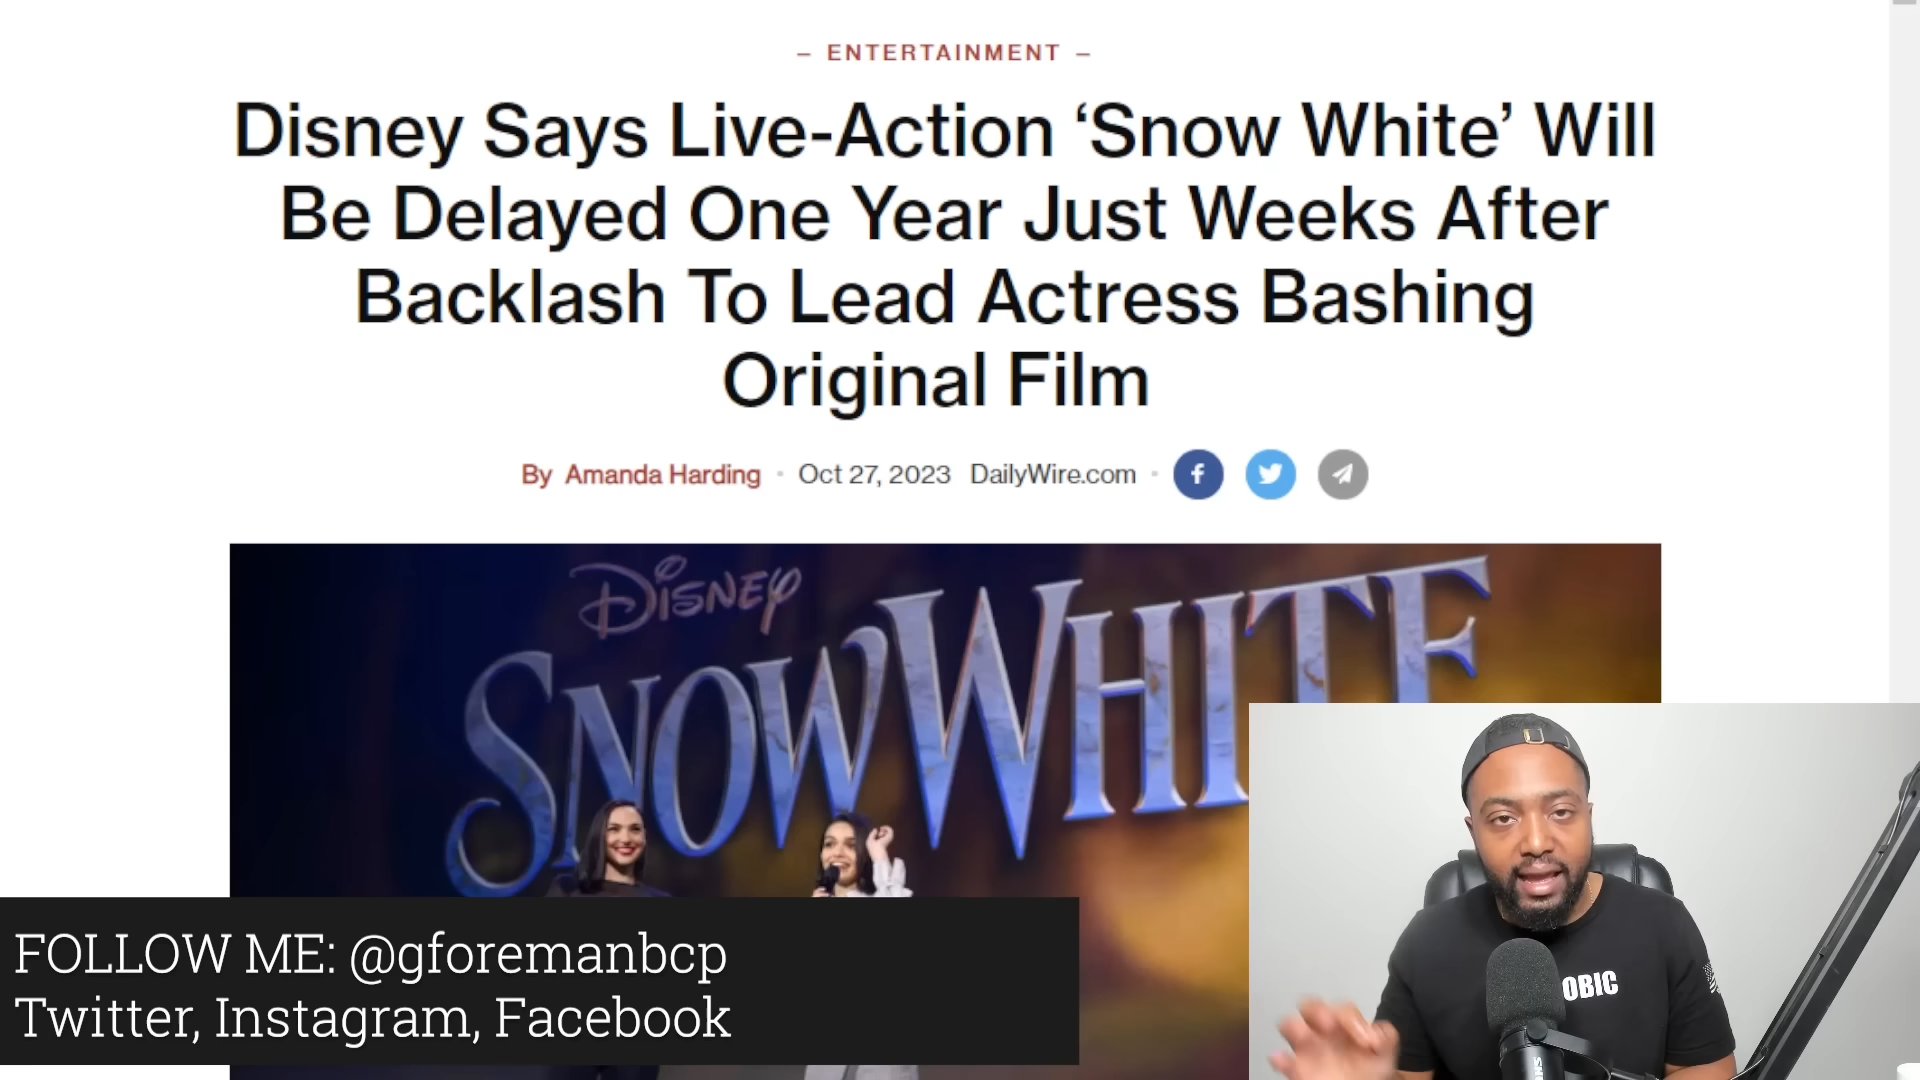 – ENTERTAINMENT –
Disney Says Live-Action ‘Snow White’ Will
Be Delayed One Year Just Weeks After
Backlash To Lead Actress Bashing
Original Film
By Amanda Harding • Oct 27, 2023 DailyWire.com •
DISNEY
SNOW WHITE
OBIC
FOLLOW ME: @gforemanbcp
Twitter, Instagram, Facebook